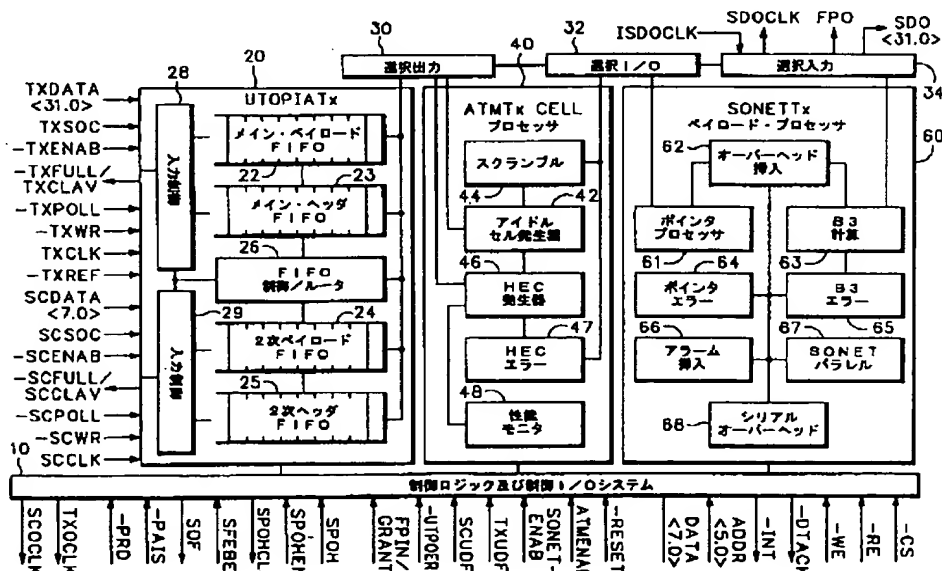 30
ISDOCLK
SDOCLK
FPO
SDO
<31.0>
20
40
32
28
選択出力
選択I/O
選択入力
34
TXDATA
<31.0>
TXSOC
-TXENAB
-TXFULL/
TXCLAV
-TXPOLL
-TXWR
TXCLK
-TXREF
SCDATA
<7.0>
SCSOC
-SCENAB
-SCFULL/
SCCLAV
-SCPOLL
-SCWR
SCCLK
10
UTOPIATx
入力制御
メイン・ペイロード
FIFO
22
23
メイン・ヘッダ
FIFO
26
FIFO
制御/ルータ
29
24
入力制御
2次ペイロード
FIFO
25
2次ヘッダ
FIFO
ATMTx CELL
プロセッサ
スクランブル
44
42
アイドル
セル発生器
46
HEC
発生器
47
HEC
エラー
48
性能
モニタ
SONETTx
ペイロード・プロセッサ
60
62
オーバーヘッド
挿入
ポインタ
プロセッサ
B3
計算
61
64
63
ポインタ
エラー
B3
エラー
66
65
67
アラーム
挿入
SONET
パラレル
68
シリアル
オーバーヘッド
制御ロジック及び制御I/Oシステム
SCOCLK
TXOCLK
-PRD
-PAIS
SOF
SFEBE
SPOHCL
SPOHEN
SPOH
FPIN/
GRANT
-UTPOER
SCUDF
TXUDF
SONET-
ENAB
ATMENAB
-RESET
DATA
<7.0>
ADDR
<5.0>
-INT
-DTACK
-WE
-RE
-CS